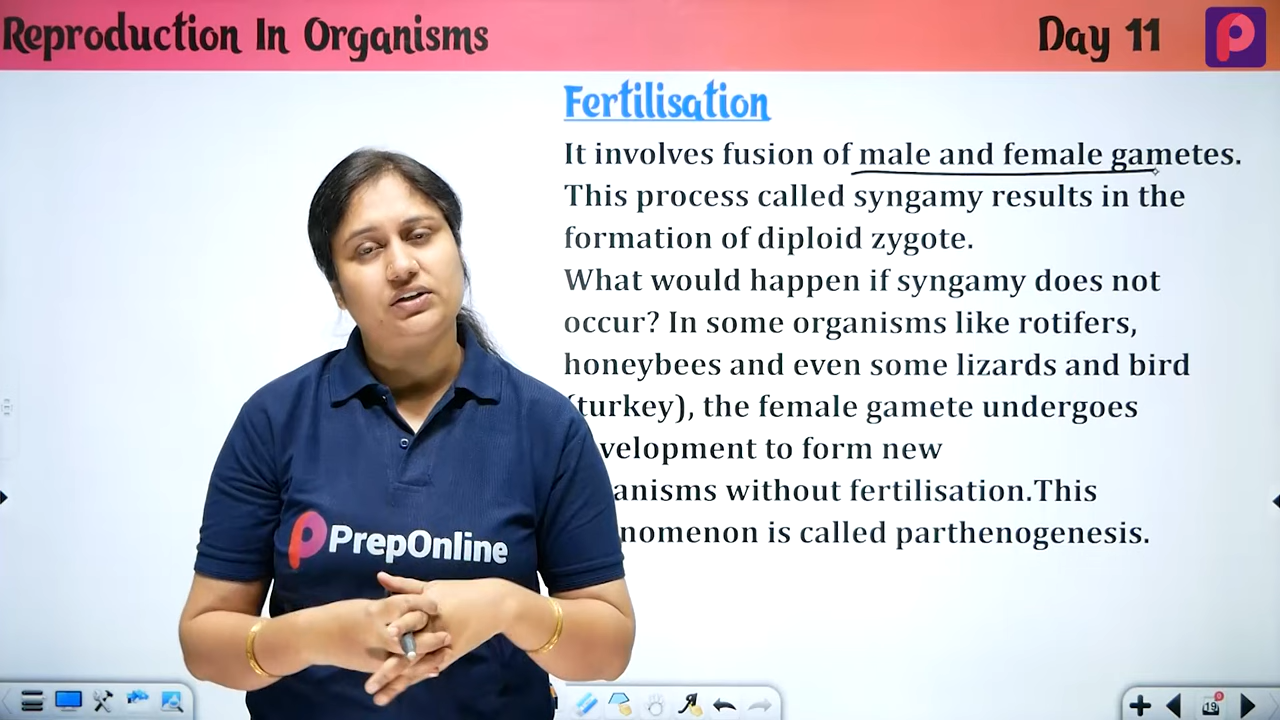 Reproduction In Organisms
Day 11
Fertilisation
It involves fusion of male and female gametes.
This process called syngamy results in the
formation of diploid zygote.
What would happen if syngamy does not
occur? In some organisms like rotifers,
honeybees and even some lizards and bird
(turkey), the female gamete undergoes
velopment to form new
anisms without fertilisation.This
nomenon is called parthenogenesis.
PrepOnline
19